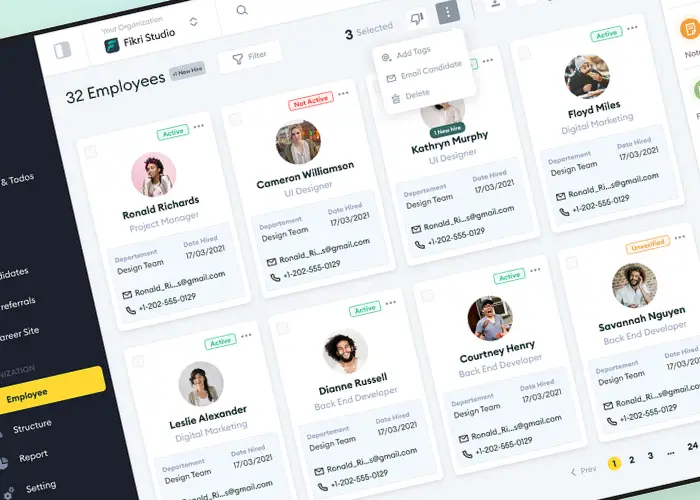 Your Organization
Fikri Studio
3 Selected
Add Tags
Email Candidate
Delete
32 Employees
+1 New Hire
Filter
& Todos
didates
referrals
areer Site
NIZATION
Employee
Structure
Report
Setting
Active
Ronald Richards
Project Manager
Departement
Date Hired
Design Team
17/03/2021
Ronald_Ri...s@gmail.com
+1-202-555-0129
Not Active
Cameron Williamson
UI Designer
Departement
Date Hired
Design Team
17/03/2021
Ronald_Ri...s@gmail.com
+1-202-555-0129
1 New hire
Kathryn Murphy
UI Designer
Departement
Date Hired
Design Team
17/03/2021
Ronald_Ri...s@gmail.com
+1-202-555-0129
Active
Floyd Miles
Digital Marketing
Departement
Date Hired
Design Team
17/03/2021
Ronald_Ri...s@gmail.com
+1-202-555-0129
Active
Leslie Alexander
Digital Marketing
Departement
Date Hired
Design Team
17/03/2021
Ronald_Ri...s@gmail.com
+1-202-555-0129
Active
Dianne Russell
Back End Developer
Departement
Date Hired
Design Team
17/03/2021
Ronald_Ri...s@gmail.com
+1-202-555-0129
Active
Courtney Henry
Back End Developer
Departement
Date Hired
Design Team
17/03/2021
Ronald_Ri...s@gmail.com
+1-202-555-0129
Unverified
Savannah Nguyen
Back End Developer
Departement
Date Hired
Design Team
17/03/2021
Ronald_Ri...s@gmail.com
+1-202-555-0129
Prev
1
2
3
...
24